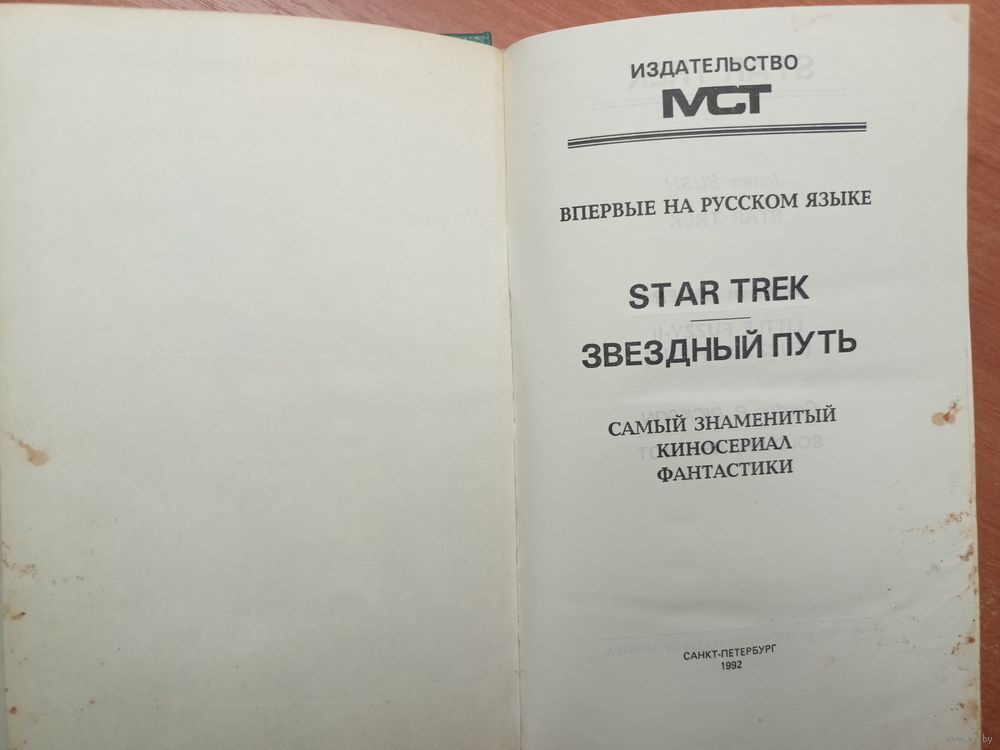 ИЗДАТЕЛЬСТВО
МСТ
ВПЕРВЫЕ НА РУССКОМ ЯЗЫКЕ
STAR TREK
ЗВЕЗДНЫЙ ПУТЬ
САМЫЙ ЗНАМЕНИТЫЙ
КИНОСЕРИАЛ
ФАНТАСТИКИ
САНКТ-ПЕТЕРБУРГ
1992